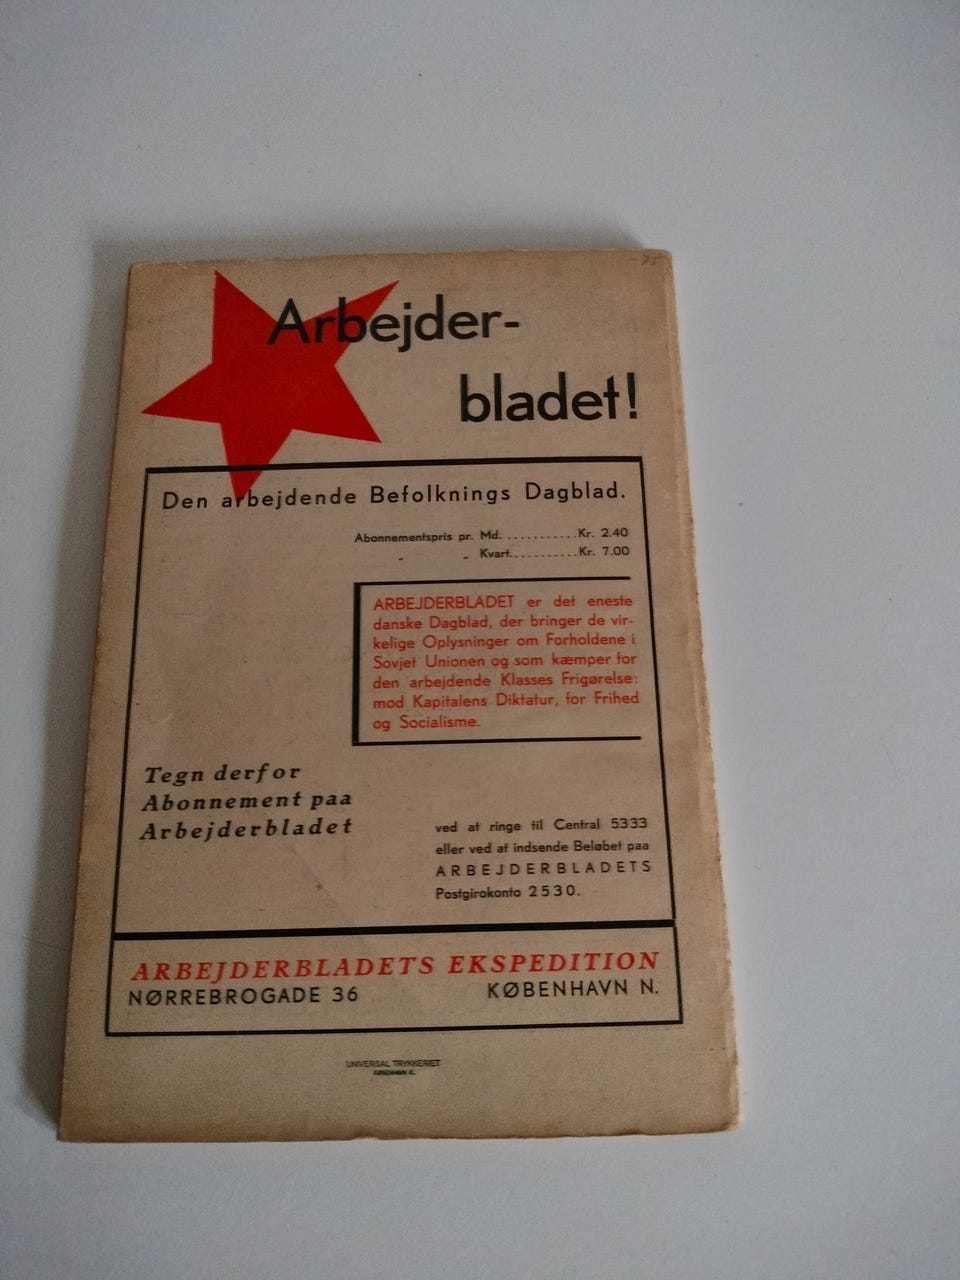 Arbejder-
bladet!
Den arbejdende Befolknings Dagblad.
Abonnementspris pr. Md. ............Kr. 2.40
„ „ Kvart...........Kr. 7.00
ARBEJDERBLADET er det eneste
danske Dagblad, der bringer de vir-
kelige Oplysninger om Forholdene i
Sovjet Unionen og som kæmper for
den arbejdende Klasses Frigørelse:
mod Kapitalens Diktatur, for Frihed
og Socialisme.
Tegn derfor
Abonnement paa
Arbejderbladet
ved at ringe til Central 5333
eller ved at indsende Beløbet paa
ARBEJDERBLADETS
Postgirokonto 2530.
ARBEJDERBLADETS EKSPEDITION
NØRREBROGADE 36 KØBENHAVN N.
UNIVERSAL TRYKKERIET
KØBENHAVN K.